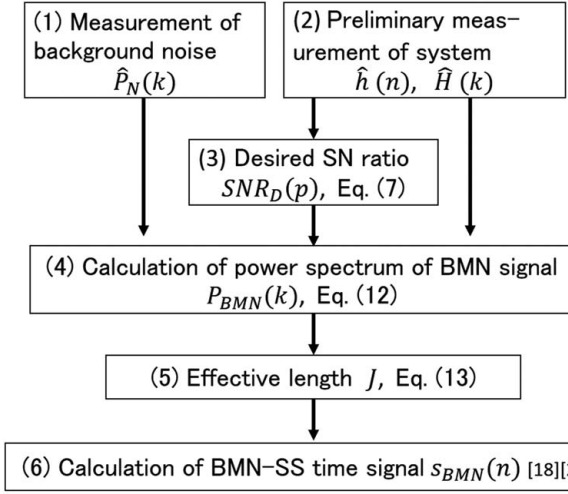 (1) Measurement of
background noise
P̂_N(k)
(2) Preliminary meas-
urement of system
ĥ(n), Ĥ(k)
(3) Desired SN ratio
SNR_D(p), Eq. (7)
(4) Calculation of power spectrum of BMN signal
P_BMN(k), Eq. (12)
(5) Effective length J, Eq. (13)
(6) Calculation of BMN-SS time signal s_BMN(n) [18]